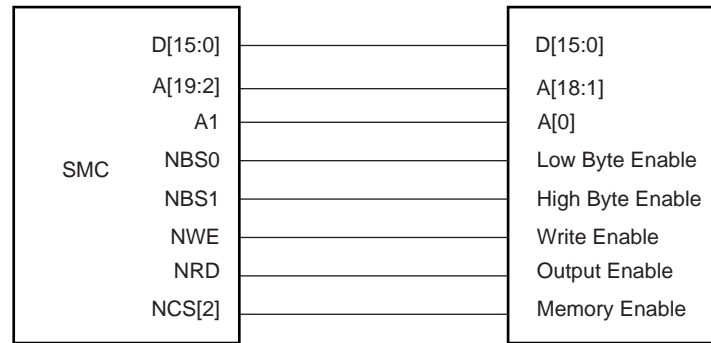 D[15:0] D[15:0]
A[19:2] A[18:1]
A1 A[0]
SMC NBS0 Low Byte Enable
NBS1 High Byte Enable
NWE Write Enable
NRD Output Enable
NCS[2] Memory Enable